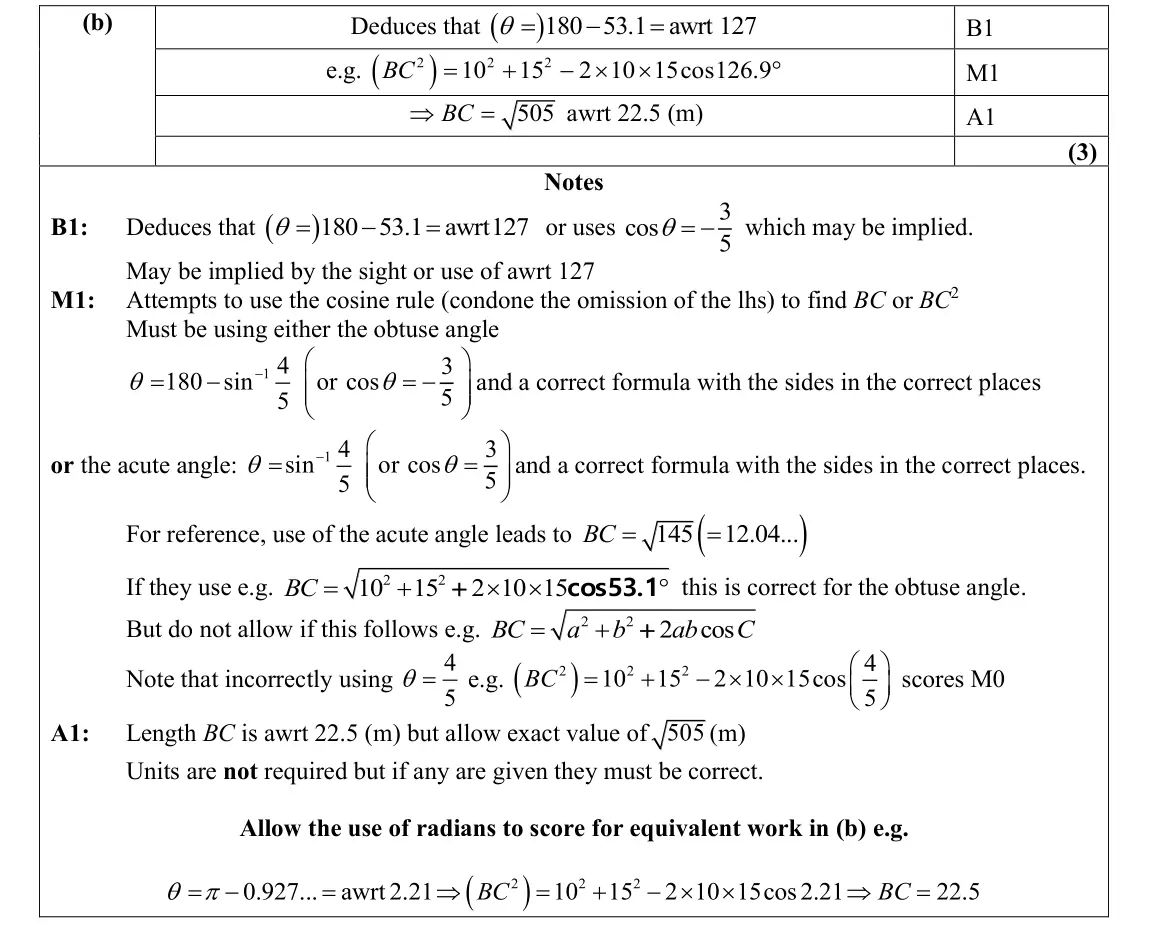 (b) Deduces that (θ =)180 − 53.1 = awrt 127 B1
e.g. (BC²) = 10² + 15² − 2×10×15cos126.9° M1
⇒ BC = √505 awrt 22.5 (m) A1
(3)
Notes
B1: Deduces that (θ =)180 − 53.1 = awrt127 or uses cosθ = −3/5 which may be implied.
May be implied by the sight or use of awrt 127
M1: Attempts to use the cosine rule (condone the omission of the lhs) to find BC or BC²
Must be using either the obtuse angle
θ =180 − sin⁻¹ 4/5 (or cosθ = −3/5) and a correct formula with the sides in the correct places
or the acute angle: θ = sin⁻¹ 4/5 (or cosθ = 3/5) and a correct formula with the sides in the correct places.
For reference, use of the acute angle leads to BC = √145 (= 12.04...)
If they use e.g. BC = √(10² + 15² + 2×10×15cos53.1°) this is correct for the obtuse angle.
But do not allow if this follows e.g. BC = √(a² + b² + 2ab cos C)
Note that incorrectly using θ = 4/5 e.g. (BC²) = 10² + 15² − 2×10×15cos(4/5) scores M0
A1: Length BC is awrt 22.5 (m) but allow exact value of √505 (m)
Units are not required but if any are given they must be correct.
Allow the use of radians to score for equivalent work in (b) e.g.
θ = π − 0.927... = awrt 2.21 ⇒ (BC²) = 10² + 15² − 2×10×15cos 2.21 ⇒ BC = 22.5